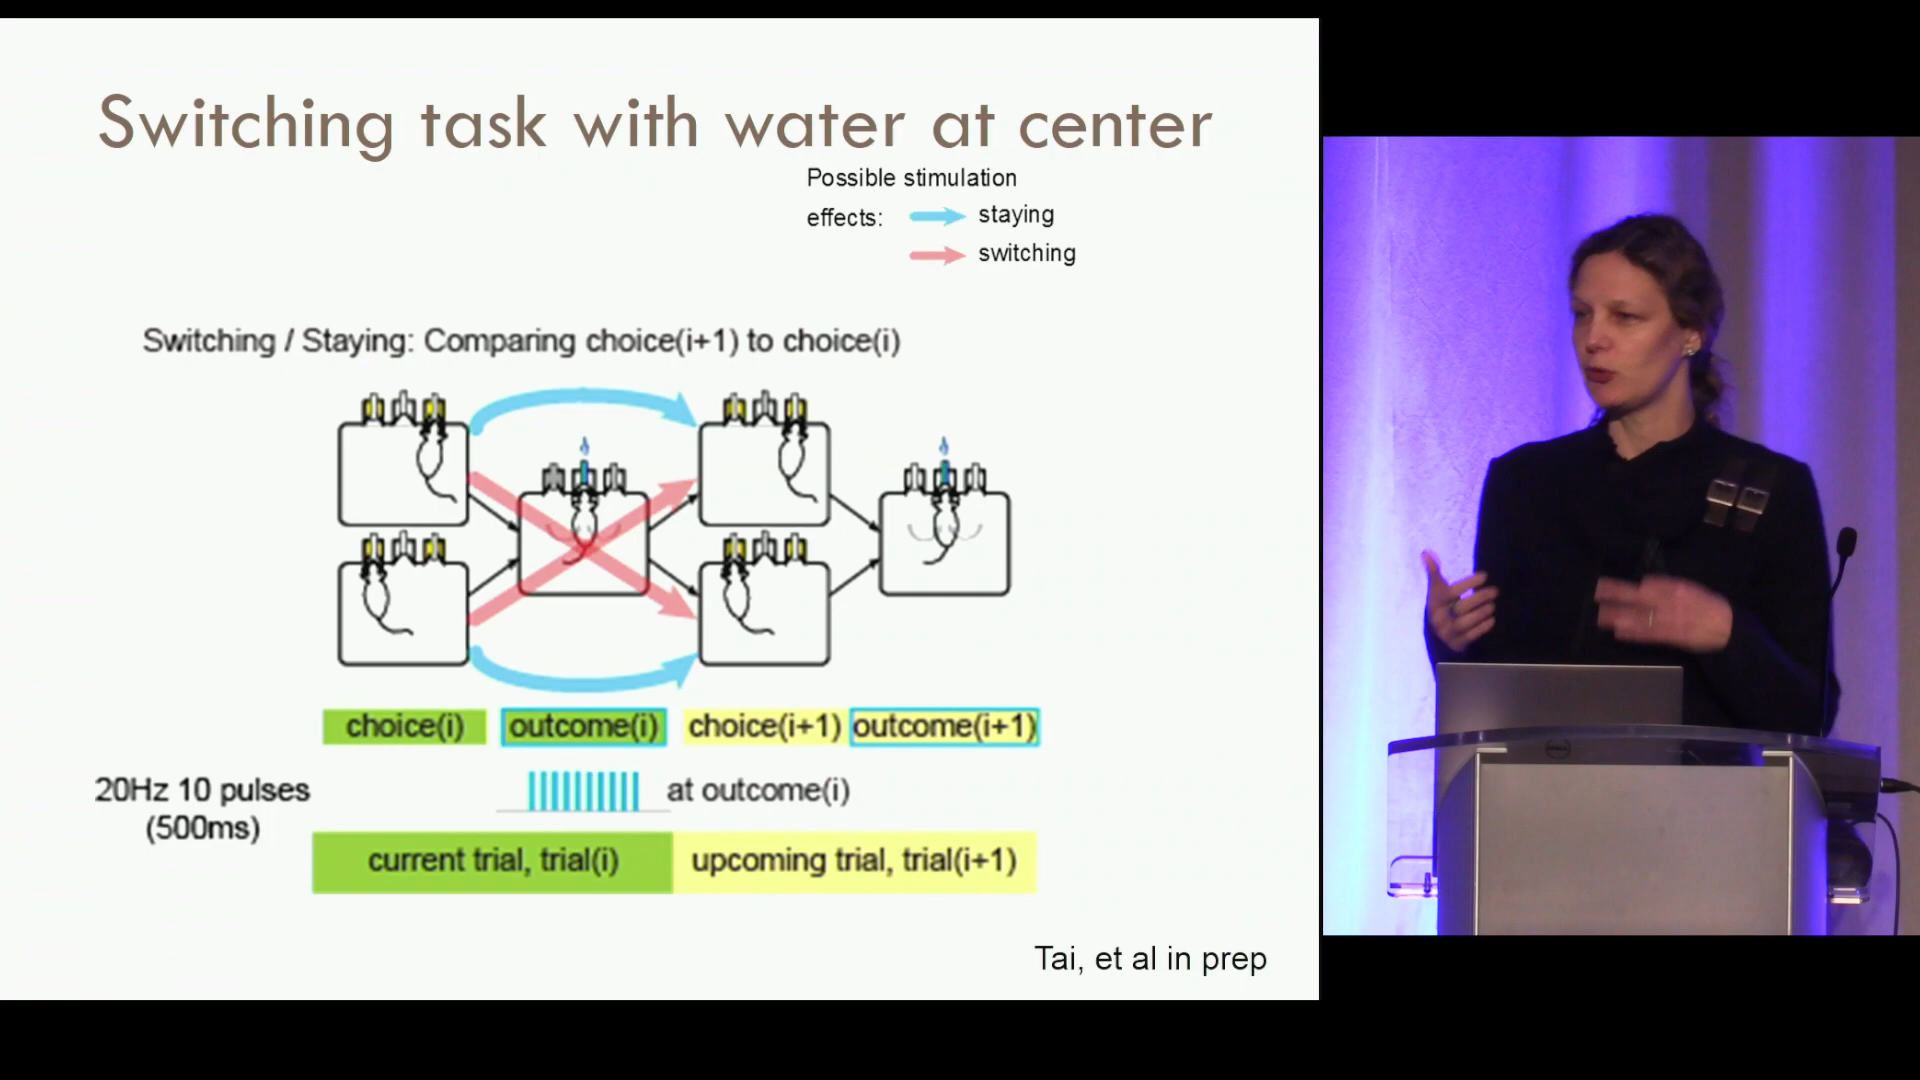 Switching task with water at center
Possible stimulation
effects:
staying
switching
Switching / Staying: Comparing choice(i+1) to choice(i)
choice(i)
outcome(i)
choice(i+1)
outcome(i+1)
20Hz 10 pulses
(500ms)
at outcome(i)
current trial, trial(i)
upcoming trial, trial(i+1)
Tai, et al in prep